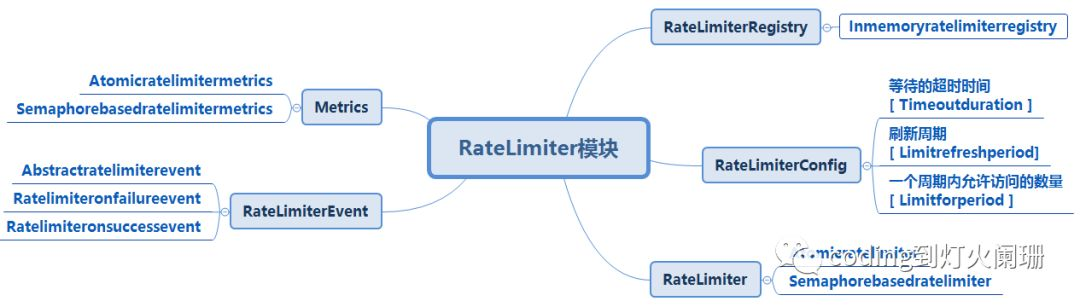 RateLimiter模块
RateLimiterRegistry
Inmemoryratelimiterregistry
RateLimiterConfig
等待的超时时间
[ Timeoutduration ]
刷新周期
[ Limitrefreshperiod]
一个周期内允许访问的数量
[ Limitforperiod ]
RateLimiter
Semaphorebasedratelimiter
Metrics
Atomicratelimitermetrics
Semaphorebasedratelimitermetrics
RateLimiterEvent
Abstractratelimiterevent
Ratelimiteronfailureevent
Ratelimiteronsuccessevent
coding到灯火阑珊